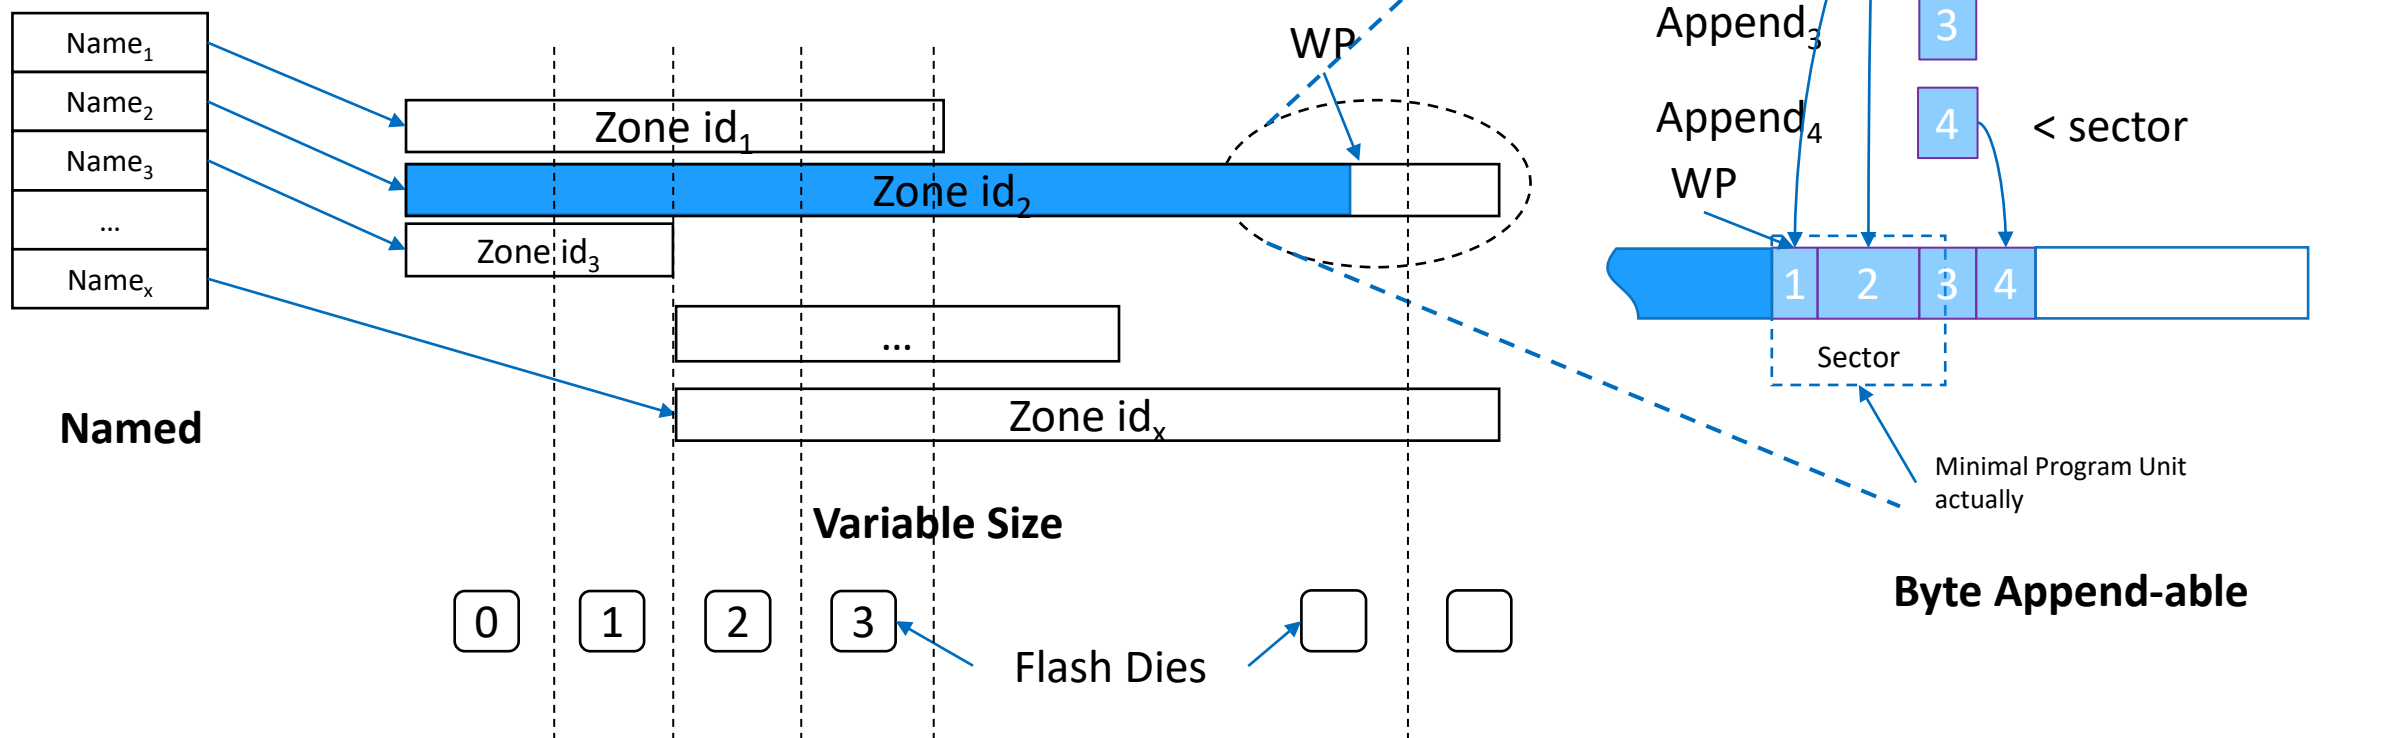 Name1
Name2
Name3
...
Namex
Named
WP
Zone id1
Zone id2
Zone id3
...
Zone idx
Variable Size
0 1 2 3
Flash Dies
Append3 3
Append4 4 < sector
WP
1 2 3 4
Sector
Minimal Program Unit
actually
Byte Append-able